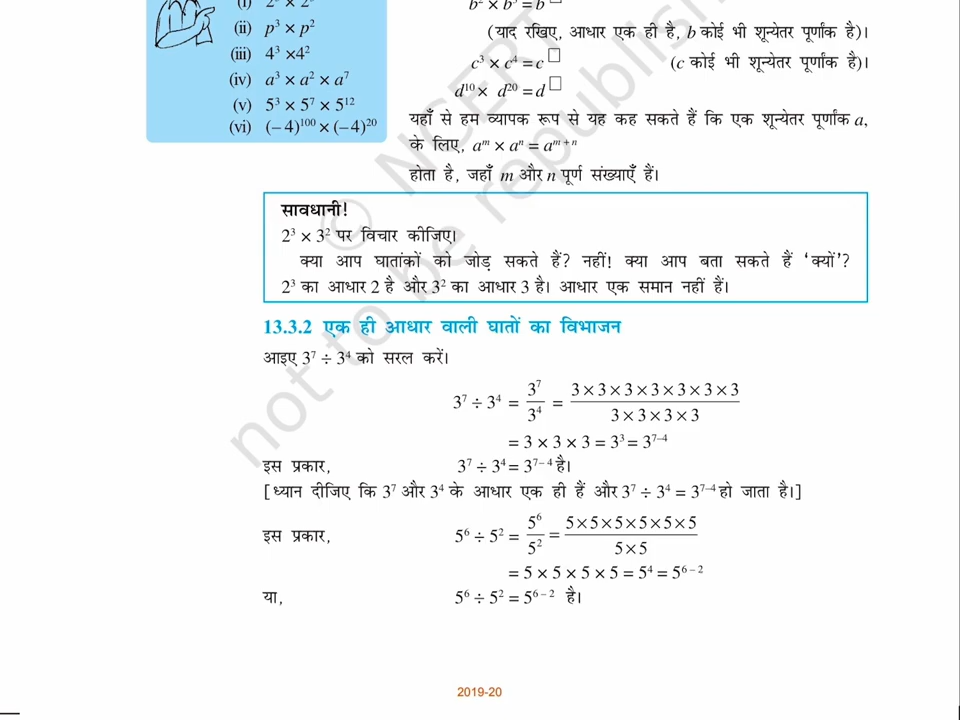 (ii) p³ × p²
(iii) 4³ ×4²
(iv) a³ × a² × a⁷
(v) 5³ × 5⁷ × 5¹²
(vi) (– 4)¹⁰⁰ × (– 4)²⁰
(याद रखिए, आधार एक ही है, b कोई भी शून्येतर पूर्णांक है)।
c³ × c⁴ = c□ (c कोई भी शून्येतर पूर्णांक है)।
d¹⁰ × d²⁰ = d□
यहाँ से हम व्यापक रूप से यह कह सकते हैं कि एक शून्येतर पूर्णांक a,
के लिए, aᵐ × aⁿ = aᵐ⁺ⁿ
होता है, जहाँ m और n पूर्ण संख्याएँ हैं।
सावधानी!
2³ × 3² पर विचार कीजिए।
क्या आप घातांकों को जोड़ सकते हैं? नहीं! क्या आप बता सकते हैं ‘क्यों’?
2³ का आधार 2 है और 3² का आधार 3 है। आधार एक समान नहीं हैं।
13.3.2 एक ही आधार वाली घातों का विभाजन
आइए 3⁷ ÷ 3⁴ को सरल करें।
3⁷ ÷ 3⁴ = 3⁷/3⁴ = 3 × 3 × 3 × 3 × 3 × 3 × 3 / 3 × 3 × 3 × 3
= 3 × 3 × 3 = 3³ = 3⁷⁻⁴
इस प्रकार, 3⁷ ÷ 3⁴ = 3⁷⁻⁴ है।
[ध्यान दीजिए कि 3⁷ और 3⁴ के आधार एक ही हैं और 3⁷ ÷ 3⁴ = 3⁷⁻⁴ हो जाता है।]
इस प्रकार, 5⁶ ÷ 5² = 5⁶/5² = 5 × 5 × 5 × 5 × 5 × 5 / 5 × 5
= 5 × 5 × 5 × 5 = 5⁴ = 5⁶⁻²
या, 5⁶ ÷ 5² = 5⁶⁻² है।
© NCERT
not to be republish
2019-20